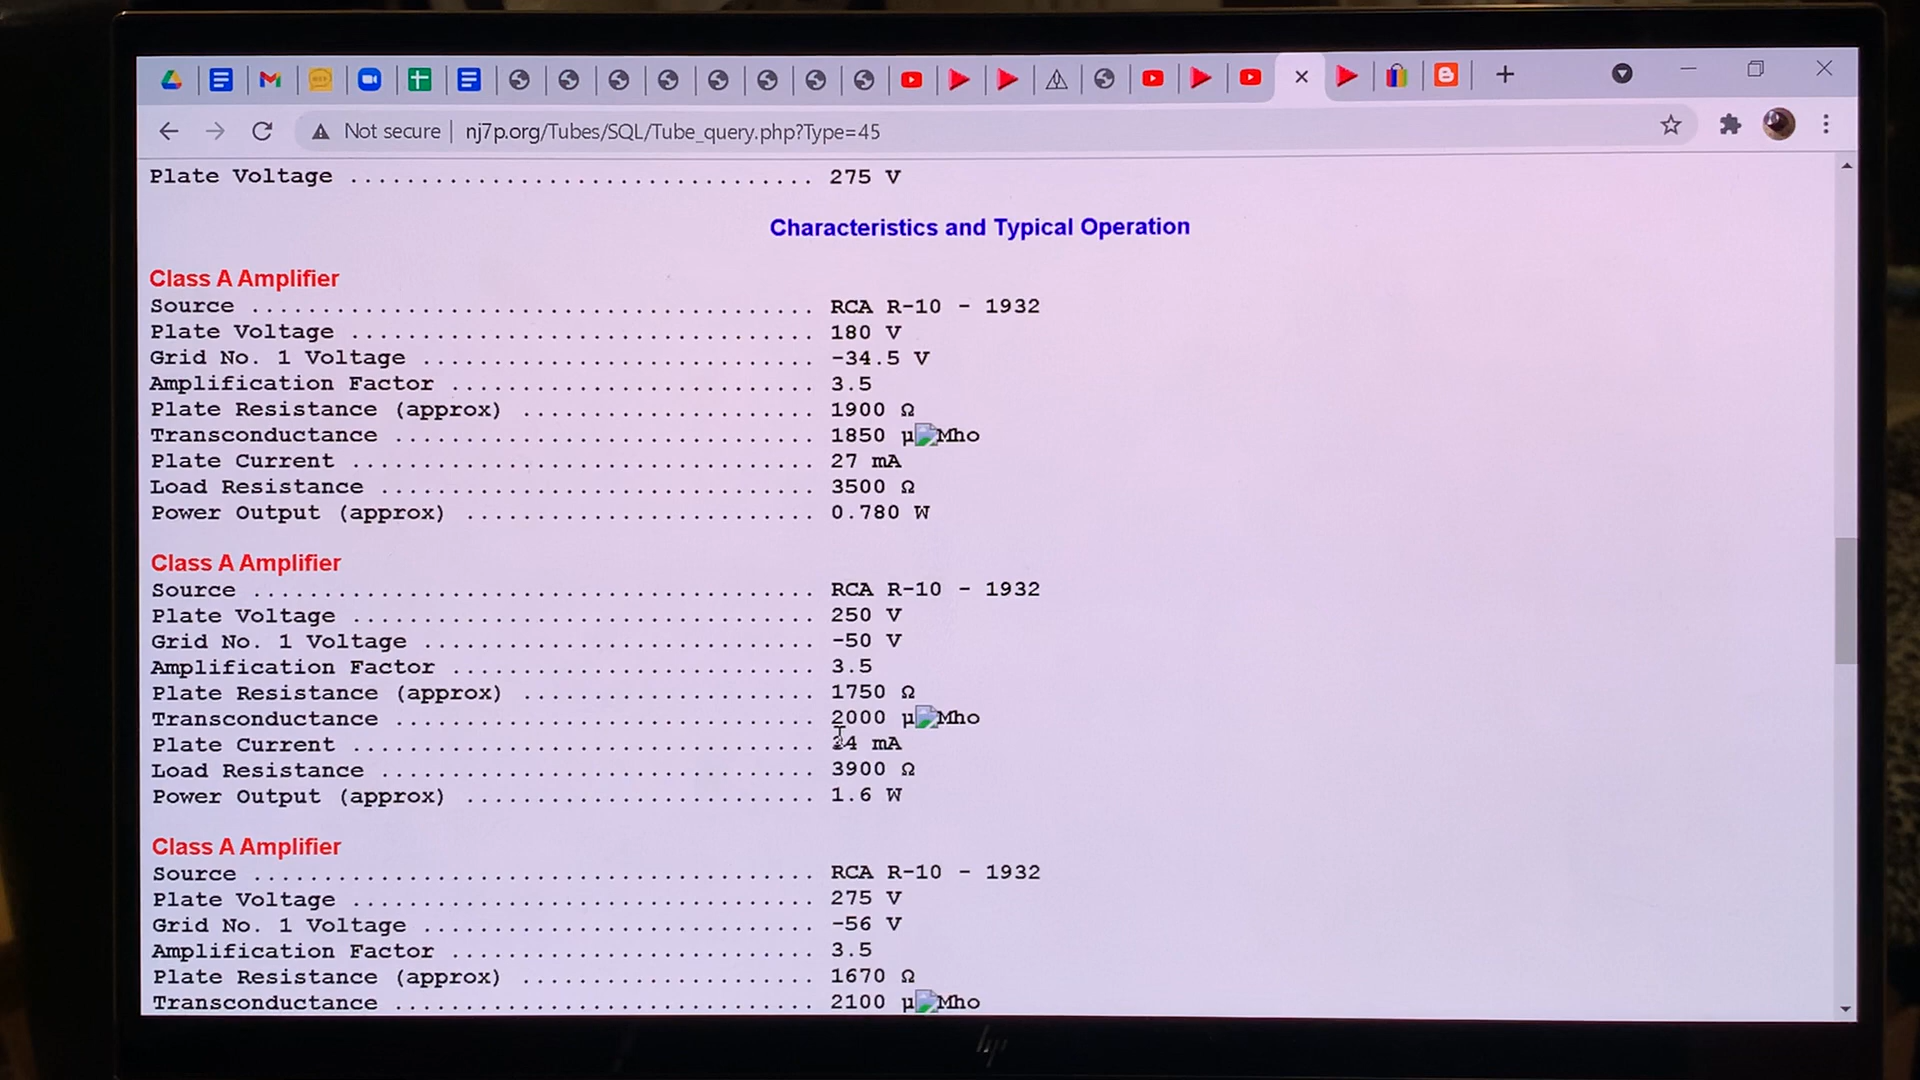 Not secure | nj7p.org/Tubes/SQL/Tube_query.php?Type=45
Plate Voltage ................................. 275 V
Characteristics and Typical Operation
Class A Amplifier
Source ........................................ RCA R-10 - 1932
Plate Voltage ................................. 180 V
Grid No. 1 Voltage ............................ -34.5 V
Amplification Factor .......................... 3.5
Plate Resistance (approx) ..................... 1900 Ω
Transconductance .............................. 1850 µMho
Plate Current ................................. 27 mA
Load Resistance ............................... 3500 Ω
Power Output (approx) ......................... 0.780 W
Class A Amplifier
Source ........................................ RCA R-10 - 1932
Plate Voltage ................................. 250 V
Grid No. 1 Voltage ............................ -50 V
Amplification Factor .......................... 3.5
Plate Resistance (approx) ..................... 1750 Ω
Transconductance .............................. 2000 µMho
Plate Current ................................. mA
Load Resistance ............................... 3900 Ω
Power Output (approx) ......................... 1.6 W
Class A Amplifier
Source ........................................ RCA R-10 - 1932
Plate Voltage ................................. 275 V
Grid No. 1 Voltage ............................ -56 V
Amplification Factor .......................... 3.5
Plate Resistance (approx) ..................... 1670 Ω
Transconductance .............................. 2100 µMho
hp